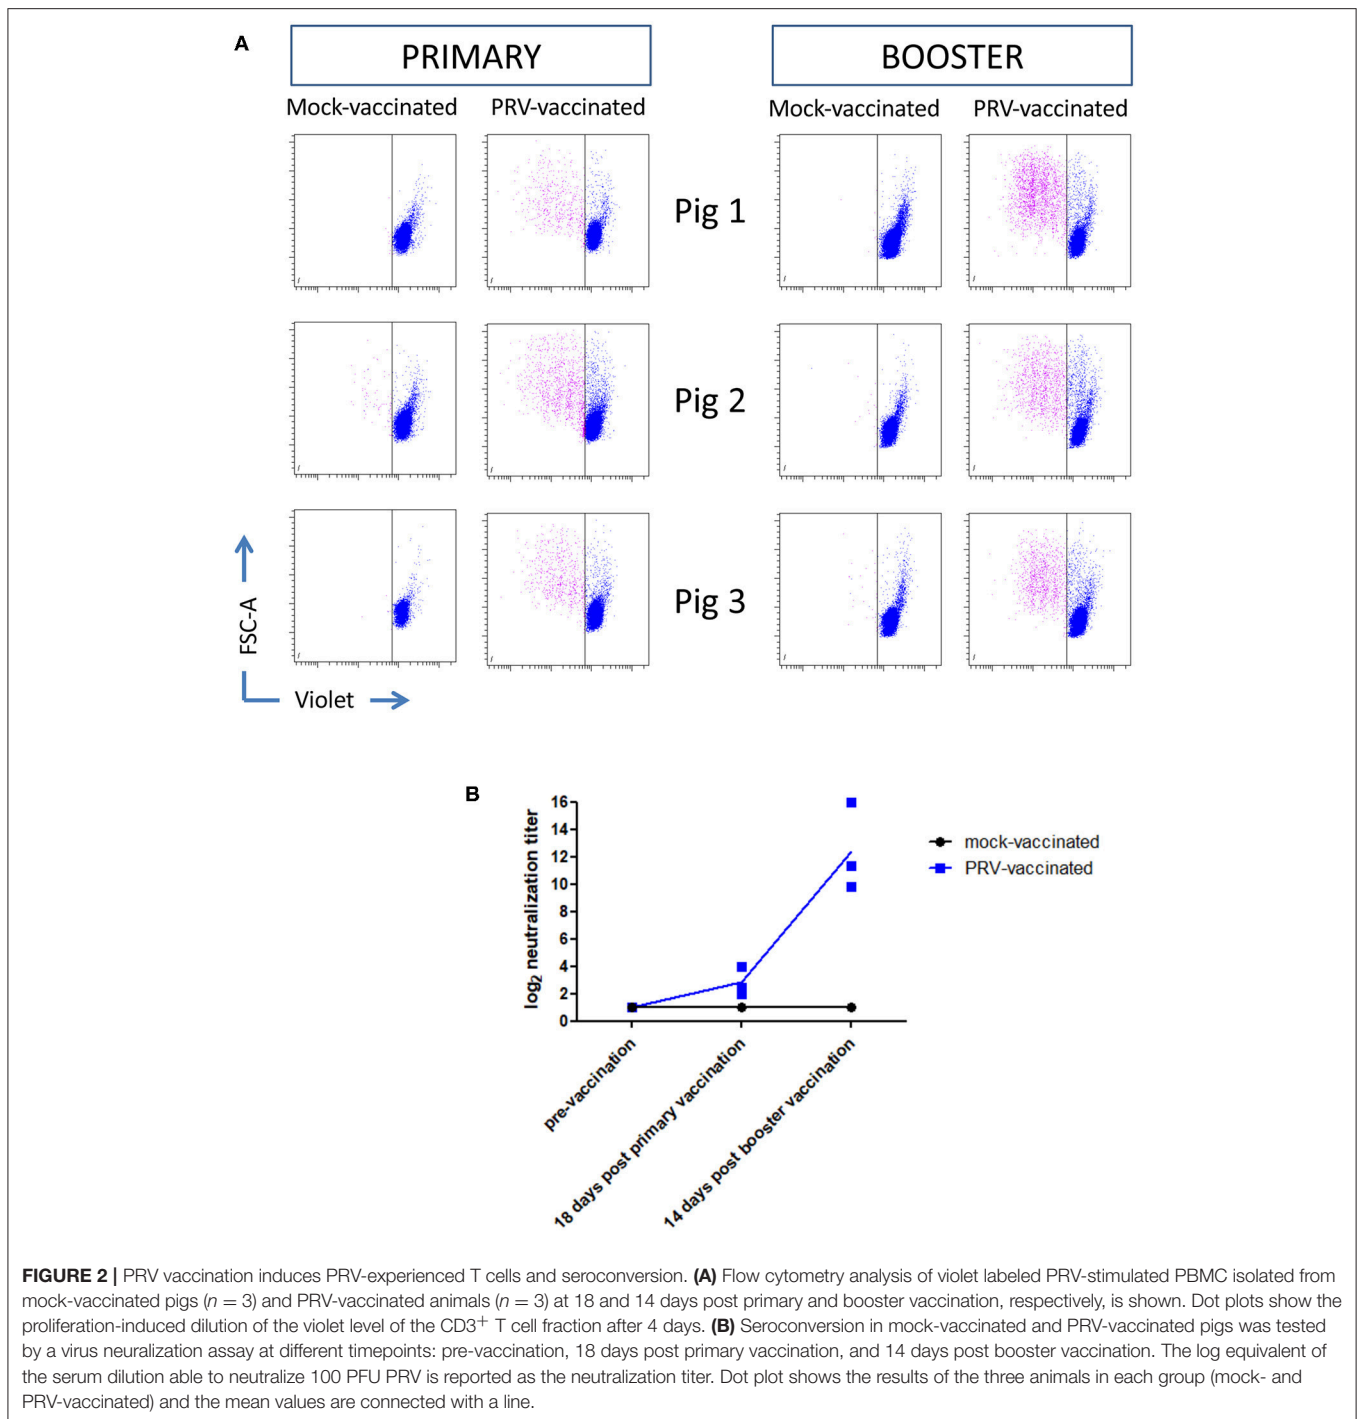 A
PRIMARY
BOOSTER
Mock-vaccinated
PRV-vaccinated
Mock-vaccinated
PRV-vaccinated
Pig 1
Pig 2
Pig 3
FSC-A
Violet
B
16
14
12
10
8
6
4
2
0
log₂ neutralization titer
mock-vaccinated
PRV-vaccinated
pre-vaccination
18 days post primary vaccination
14 days post booster vaccination
FIGURE 2 | PRV vaccination induces PRV-experienced T cells and seroconversion. (A) Flow cytometry analysis of violet labeled PRV-stimulated PBMC isolated from
mock-vaccinated pigs (n = 3) and PRV-vaccinated animals (n = 3) at 18 and 14 days post primary and booster vaccination, respectively, is shown. Dot plots show the
proliferation-induced dilution of the violet level of the CD3⁺ T cell fraction after 4 days. (B) Seroconversion in mock-vaccinated and PRV-vaccinated pigs was tested
by a virus neuralization assay at different timepoints: pre-vaccination, 18 days post primary vaccination, and 14 days post booster vaccination. The log equivalent of
the serum dilution able to neutralize 100 PFU PRV is reported as the neutralization titer. Dot plot shows the results of the three animals in each group (mock- and
PRV-vaccinated) and the mean values are connected with a line.